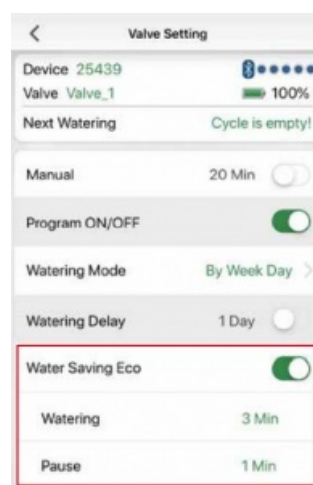 Valve Setting
Device 25439
Valve Valve_1 100%
Next Watering Cycle is empty!
Manual 20 Min
Program ON/OFF
Watering Mode By Week Day
Watering Delay 1 Day
Water Saving Eco
Watering 3 Min
Pause 1 Min